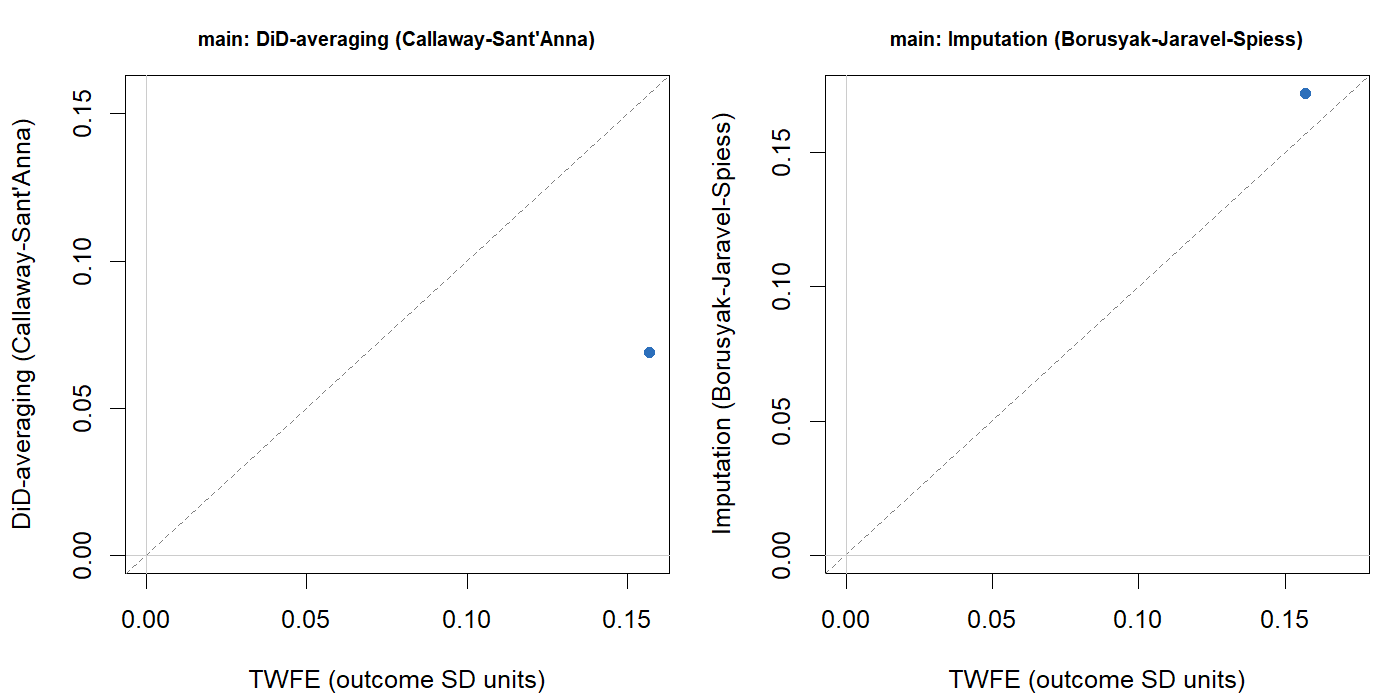 main: DiD-averaging (Callaway-Sant'Anna)
DiD-averaging (Callaway-Sant'Anna)
0.15
0.10
0.05
0.00
0.00 0.05 0.10 0.15
TWFE (outcome SD units)
main: Imputation (Borusyak-Jaravel-Spiess)
Imputation (Borusyak-Jaravel-Spiess)
0.15
0.10
0.05
0.00
0.00 0.05 0.10 0.15
TWFE (outcome SD units)